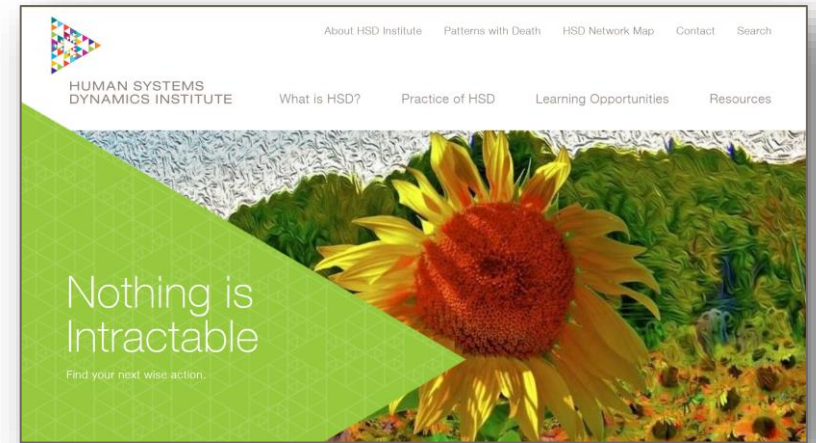 About HSD Institute Patterns with Death HSD Network Map Contact Search
HUMAN SYSTEMS
DYNAMICS INSTITUTE
What is HSD? Practice of HSD Learning Opportunities Resources
Nothing is
Intractable
Find your next wise action.